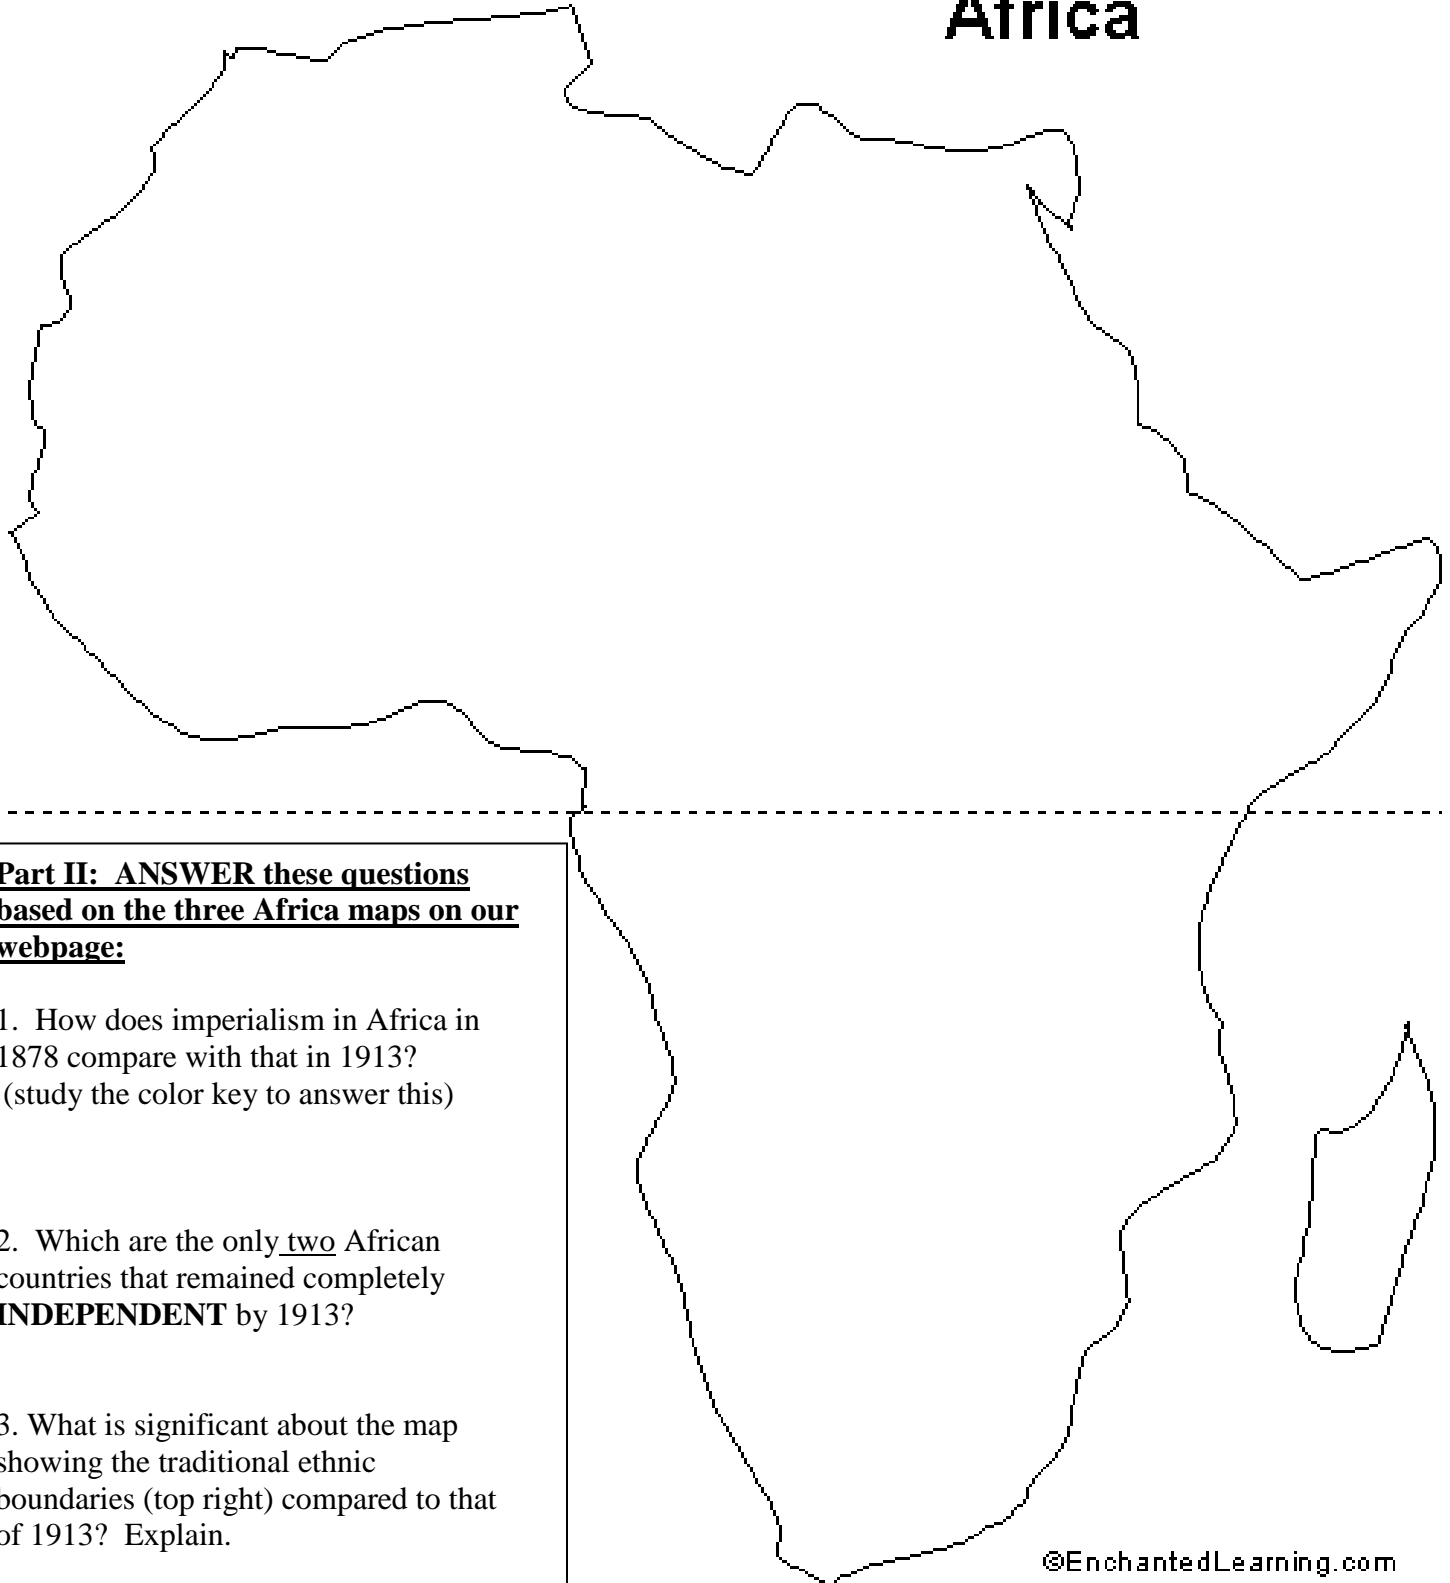 Africa
Part II: ANSWER these questions
based on the three Africa maps on our
webpage:
1. How does imperialism in Africa in
1878 compare with that in 1913?
(study the color key to answer this)
2. Which are the only two African
countries that remained completely
INDEPENDENT by 1913?
3. What is significant about the map
showing the traditional ethnic
boundaries (top right) compared to that
of 1913? Explain.
©EnchantedLearning.com